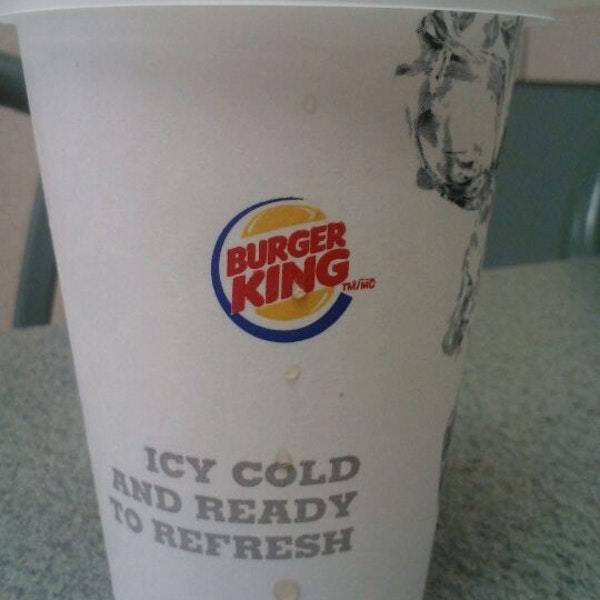 BURGER
KING TM/MC
ICY COLD
AND READY
TO REFRESH